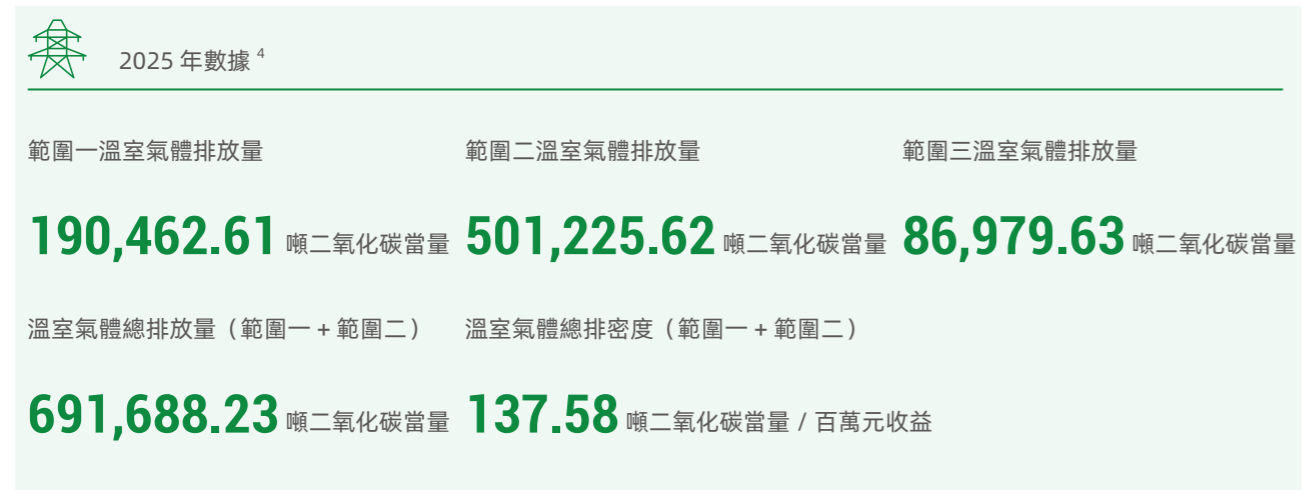 2025 年數據 4
範圍一溫室氣體排放量
範圍二溫室氣體排放量
範圍三溫室氣體排放量
190,462.61 噸二氧化碳當量
501,225.62 噸二氧化碳當量
86,979.63 噸二氧化碳當量
溫室氣體總排放量（範圍一 + 範圍二）
溫室氣體總排密度（範圍一 + 範圍二）
691,688.23 噸二氧化碳當量
137.58 噸二氧化碳當量 / 百萬元收益